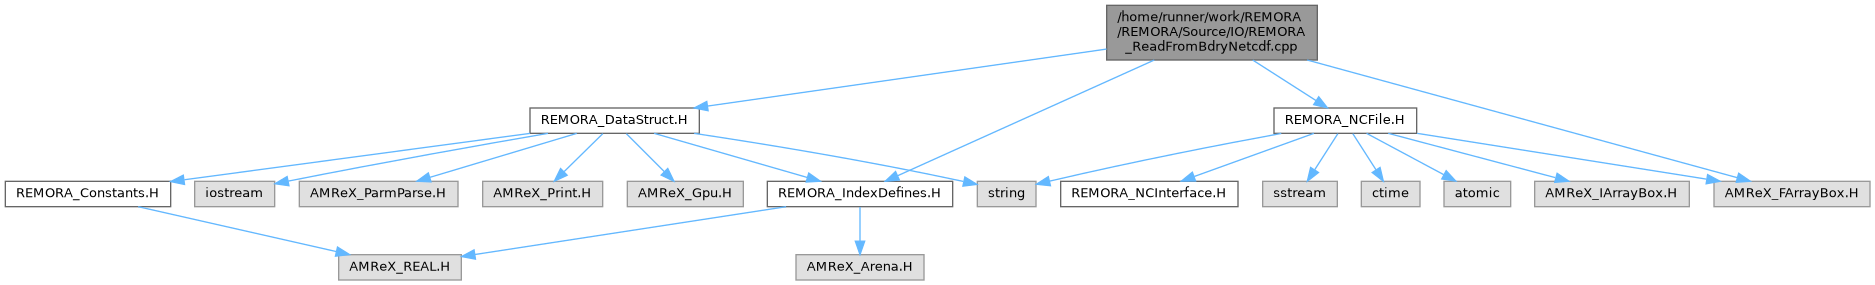 /home/runner/work/REMORA
/REMORA/Source/IO/REMORA
_ReadFromBdryNetcdf.cpp
REMORA_DataStruct.H
REMORA_NCFile.H
REMORA_Constants.H
iostream
AMReX_ParmParse.H
AMReX_Print.H
AMReX_Gpu.H
REMORA_IndexDefines.H
string
REMORA_NCInterface.H
sstream
ctime
atomic
AMReX_IArrayBox.H
AMReX_FArrayBox.H
AMReX_REAL.H
AMReX_Arena.H